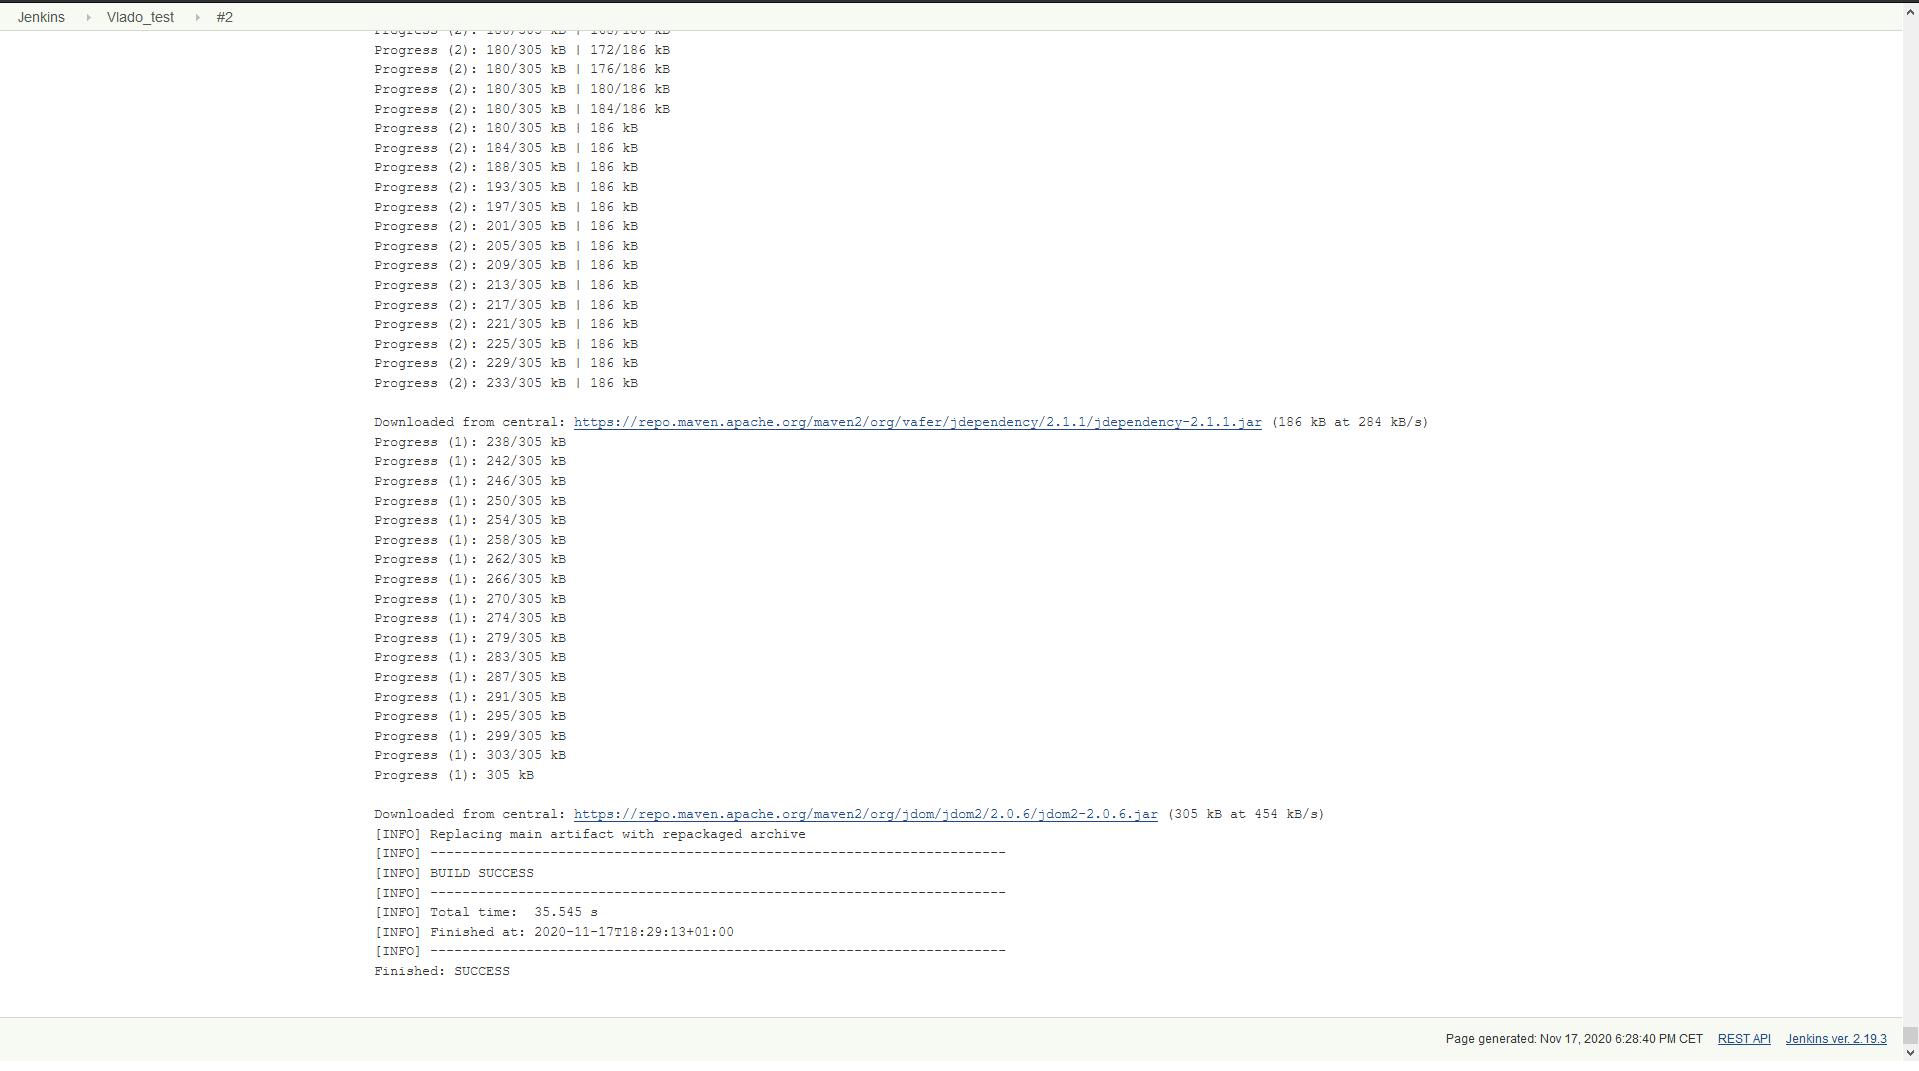 Jenkins Vlado_test #2
Progress (2): 180/305 kB | 168/186 kB
Progress (2): 180/305 kB | 172/186 kB
Progress (2): 180/305 kB | 176/186 kB
Progress (2): 180/305 kB | 180/186 kB
Progress (2): 180/305 kB | 184/186 kB
Progress (2): 180/305 kB | 186 kB
Progress (2): 184/305 kB | 186 kB
Progress (2): 188/305 kB | 186 kB
Progress (2): 193/305 kB | 186 kB
Progress (2): 197/305 kB | 186 kB
Progress (2): 201/305 kB | 186 kB
Progress (2): 205/305 kB | 186 kB
Progress (2): 209/305 kB | 186 kB
Progress (2): 213/305 kB | 186 kB
Progress (2): 217/305 kB | 186 kB
Progress (2): 221/305 kB | 186 kB
Progress (2): 225/305 kB | 186 kB
Progress (2): 229/305 kB | 186 kB
Progress (2): 233/305 kB | 186 kB
Downloaded from central: https://repo.maven.apache.org/maven2/org/vafer/jdependency/2.1.1/jdependency-2.1.1.jar (186 kB at 284 kB/s)
Progress (1): 238/305 kB
Progress (1): 242/305 kB
Progress (1): 246/305 kB
Progress (1): 250/305 kB
Progress (1): 254/305 kB
Progress (1): 258/305 kB
Progress (1): 262/305 kB
Progress (1): 266/305 kB
Progress (1): 270/305 kB
Progress (1): 274/305 kB
Progress (1): 279/305 kB
Progress (1): 283/305 kB
Progress (1): 287/305 kB
Progress (1): 291/305 kB
Progress (1): 295/305 kB
Progress (1): 299/305 kB
Progress (1): 303/305 kB
Progress (1): 305 kB
Downloaded from central: https://repo.maven.apache.org/maven2/org/jdom/jdom2/2.0.6/jdom2-2.0.6.jar (305 kB at 454 kB/s)
[INFO] Replacing main artifact with repackaged archive
[INFO] ------------------------------------------------------------------------
[INFO] BUILD SUCCESS
[INFO] ------------------------------------------------------------------------
[INFO] Total time:  35.545 s
[INFO] Finished at: 2020-11-17T18:29:13+01:00
[INFO] ------------------------------------------------------------------------
Finished: SUCCESS
Page generated: Nov 17, 2020 6:28:40 PM CET REST API Jenkins ver. 2.19.3